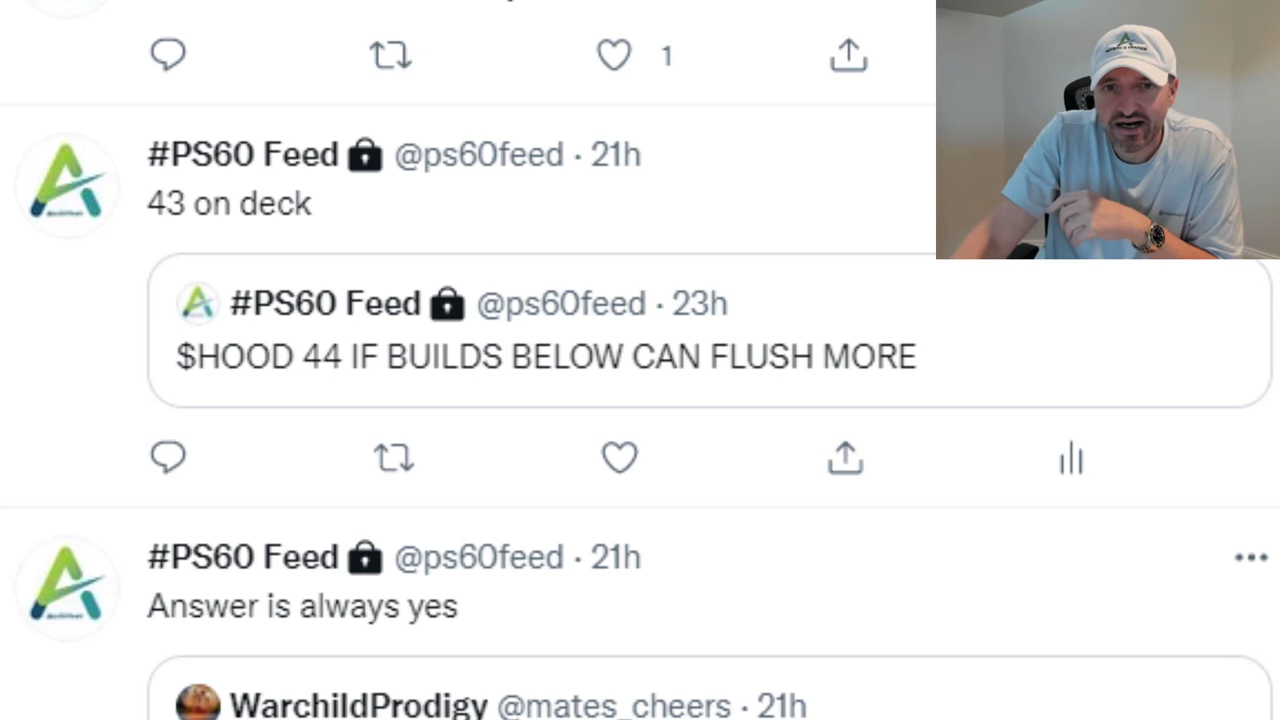 1
#PS60 Feed @ps60feed · 21h
43 on deck
#PS60 Feed @ps60feed · 23h
$HOOD 44 IF BUILDS BELOW CAN FLUSH MORE
#PS60 Feed @ps60feed · 21h
Answer is always yes
WarchildProdigy @mates_cheers · 21h